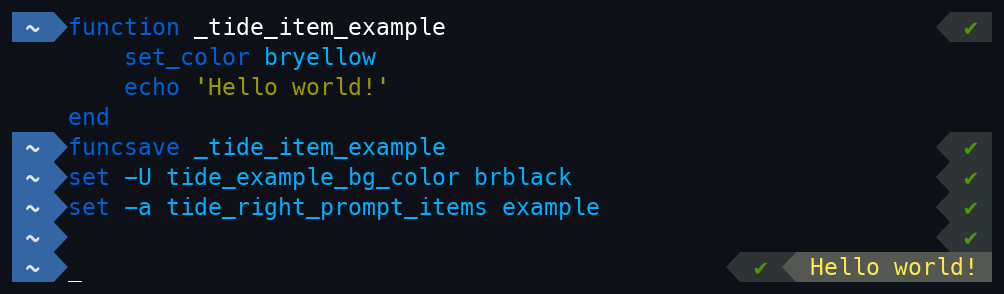 ~ function _tide_item_example ✔
set_color bryellow
echo 'Hello world!'
end
~ funcsave _tide_item_example ✔
~ set -U tide_example_bg_color brblack ✔
~ set -a tide_right_prompt_items example ✔
~ ✔
~ _ ✔ Hello world!